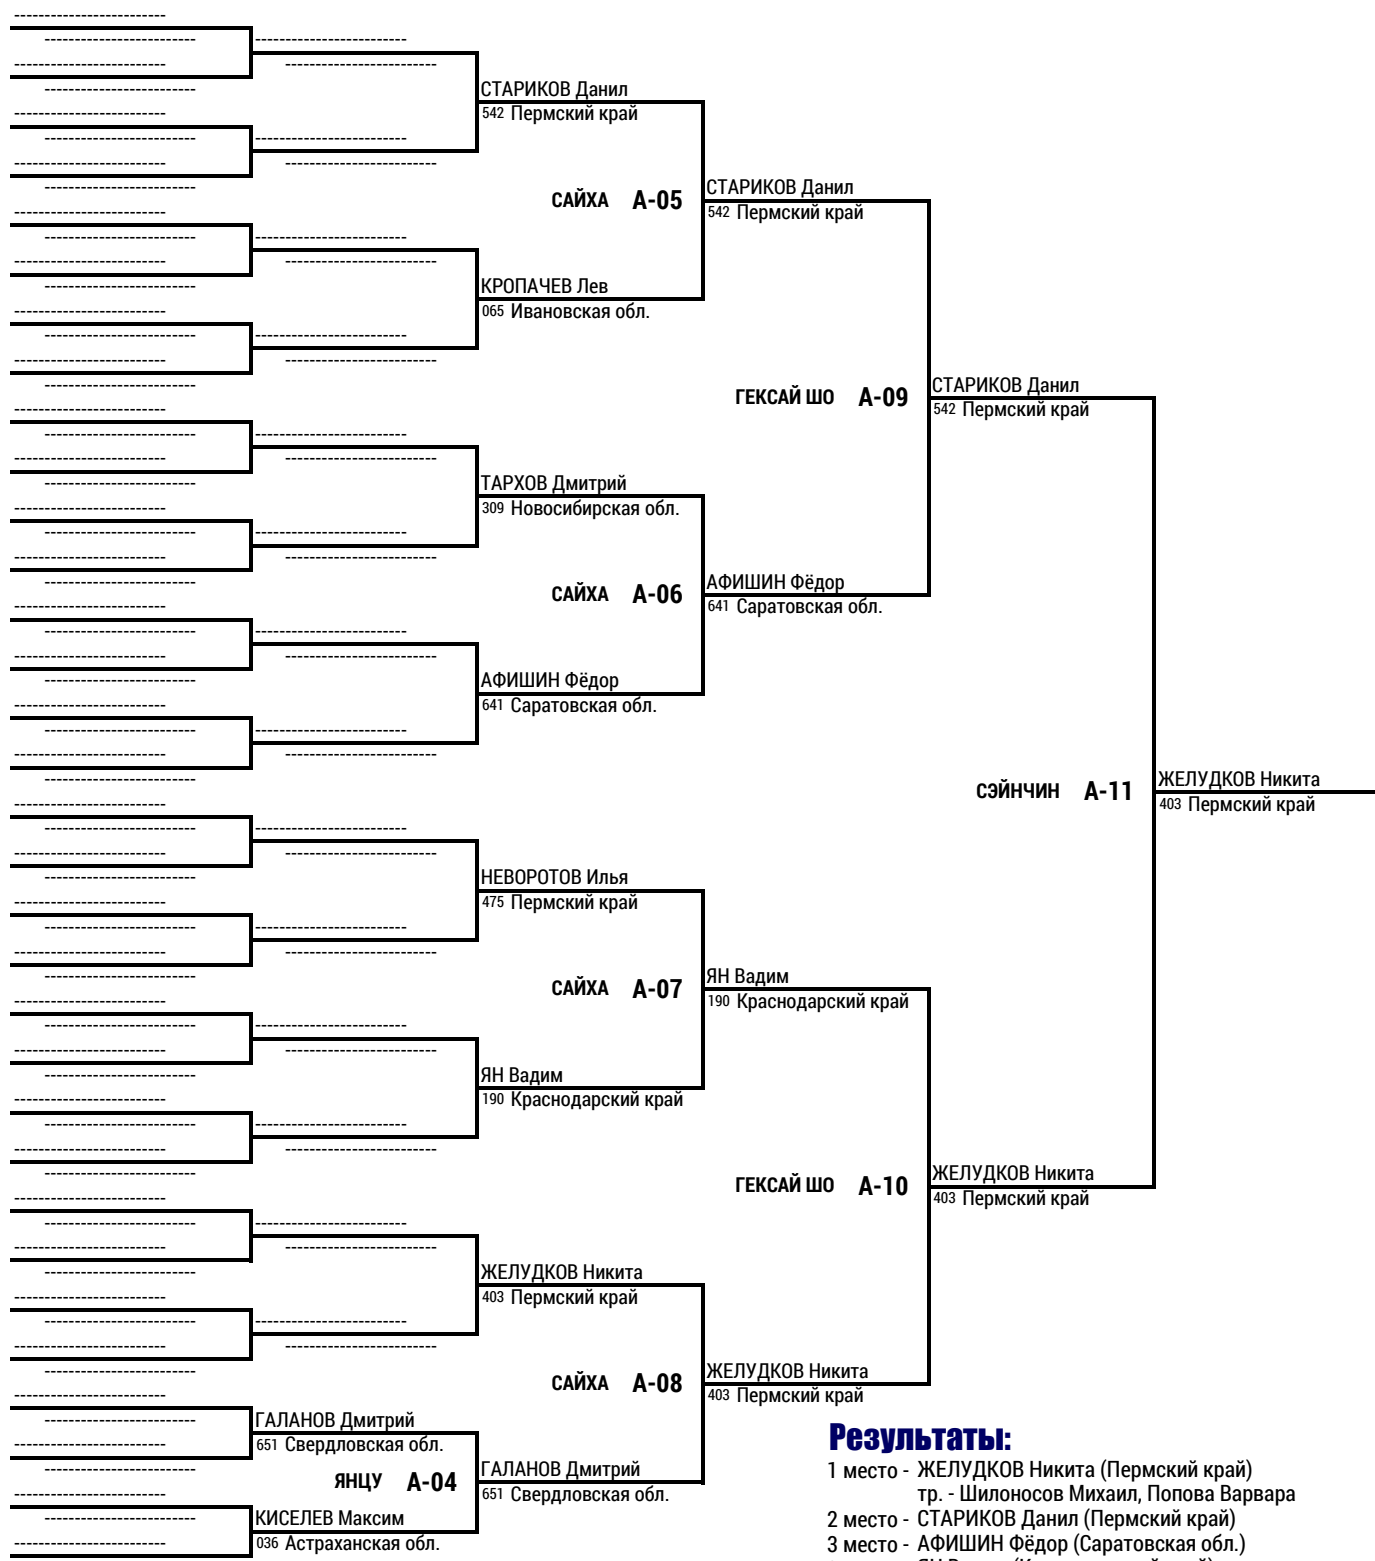 СТАРИКОВ Данил
542 Пермский край
САЙХА A-05
СТАРИКОВ Данил
542 Пермский край
КРОПАЧЕВ Лев
065 Ивановская обл.
ГЕКСАЙ ШО A-09
СТАРИКОВ Данил
542 Пермский край
ТАРХОВ Дмитрий
309 Новосибирская обл.
САЙХА A-06
АФИШИН Фёдор
641 Саратовская обл.
АФИШИН Фёдор
641 Саратовская обл.
СЭЙНЧИН A-11
ЖЕЛУДКОВ Никита
403 Пермский край
НЕВОРОТОВ Илья
475 Пермский край
САЙХА A-07
ЯН Вадим
190 Краснодарский край
ЯН Вадим
190 Краснодарский край
ГЕКСАЙ ШО A-10
ЖЕЛУДКОВ Никита
403 Пермский край
ЖЕЛУДКОВ Никита
403 Пермский край
САЙХА A-08
ЖЕЛУДКОВ Никита
403 Пермский край
ГАЛАНОВ Дмитрий
651 Свердловская обл.
ЯНЦУ A-04
ГАЛАНОВ Дмитрий
651 Свердловская обл.
КИСЕЛЕВ Максим
036 Астраханская обл.
Результаты:
1 место - ЖЕЛУДКОВ Никита (Пермский край)
тр. - Шилоносов Михаил, Попова Варвара
2 место - СТАРИКОВ Данил (Пермский край)
3 место - АФИШИН Фёдор (Саратовская обл.)